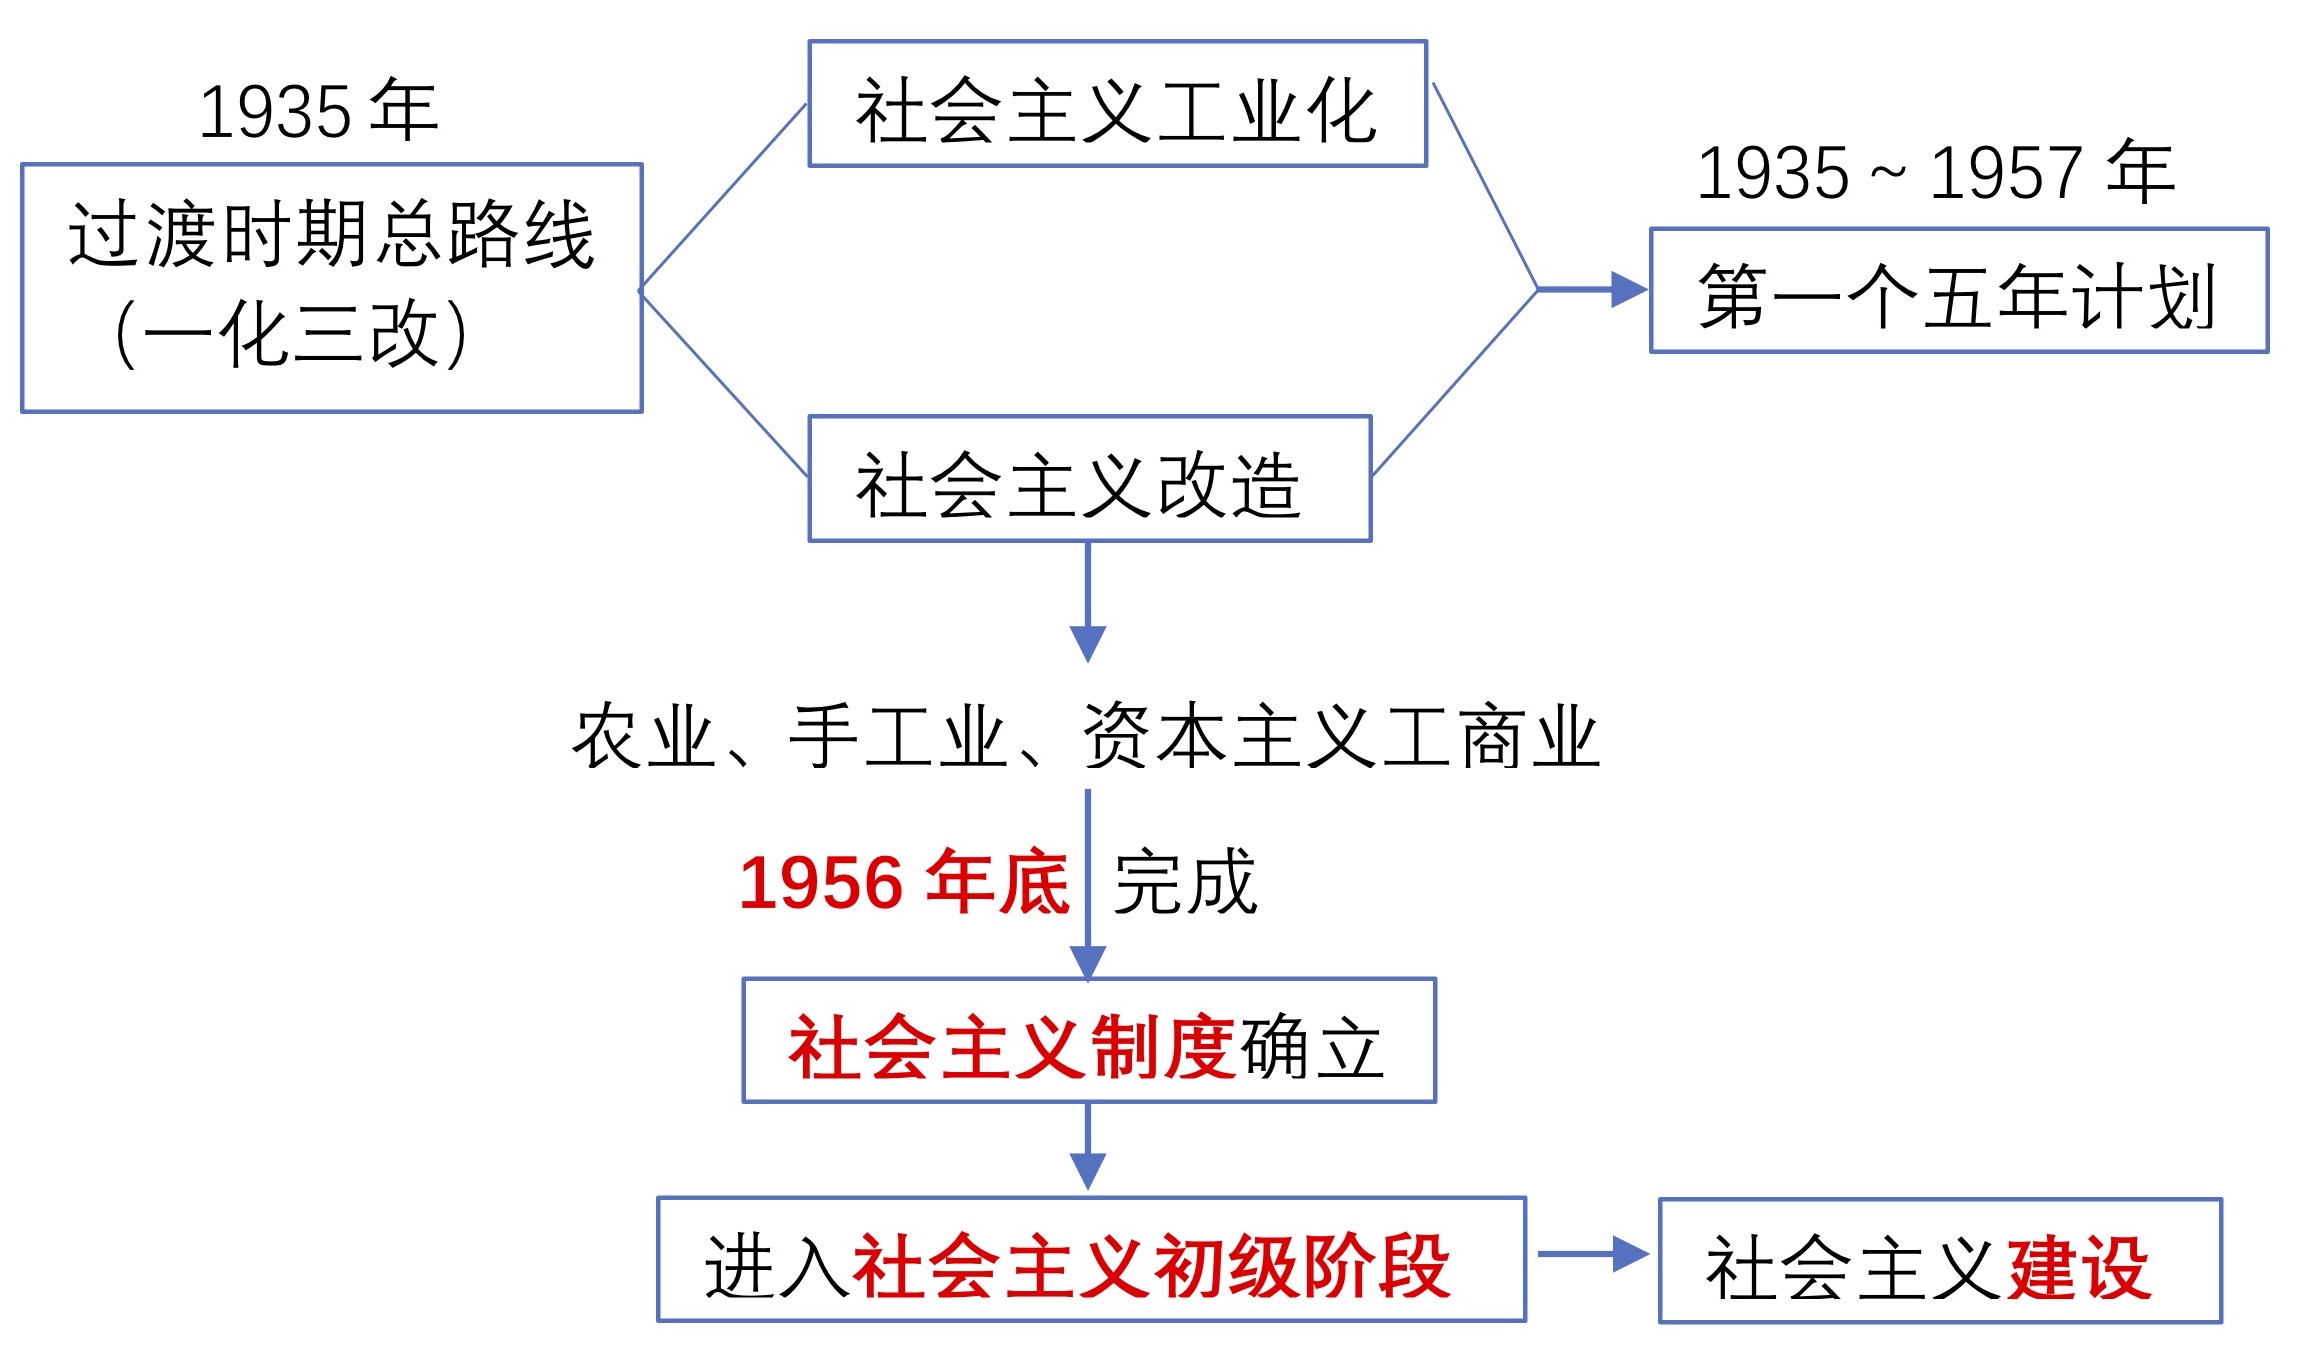 1935 年
过渡时期总路线
（一化三改）
社会主义工业化
社会主义改造
1935 ~ 1957 年
第一个五年计划
农业、手工业、资本主义工商业
1956 年底 完成
社会主义制度确立
进入社会主义初级阶段
社会主义建设